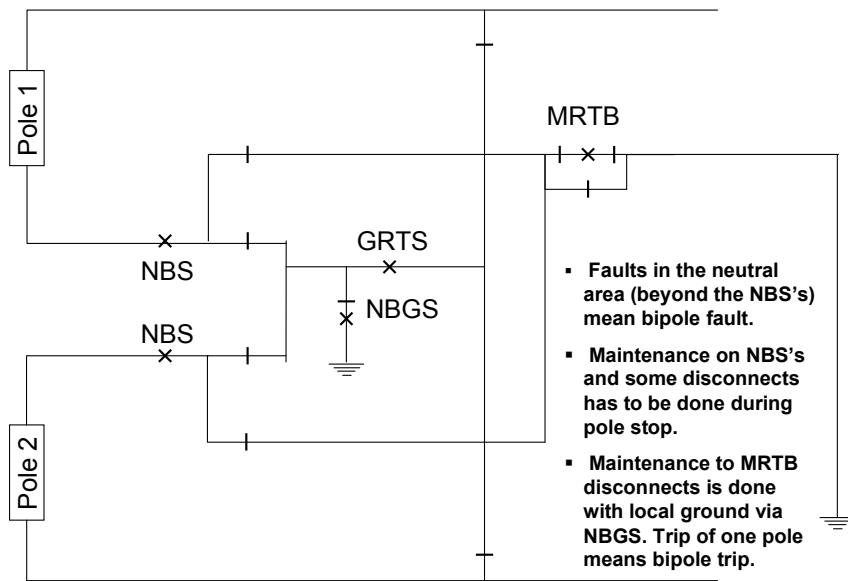 Pole 1
MRTB
NBS
GRTS
NBGS
NBS
Pole 2
▪ Faults in the neutral
area (beyond the NBS's)
mean bipole fault.
▪ Maintenance on NBS's
and some disconnects
has to be done during
pole stop.
▪ Maintenance to MRTB
disconnects is done
with local ground via
NBGS. Trip of one pole
means bipole trip.